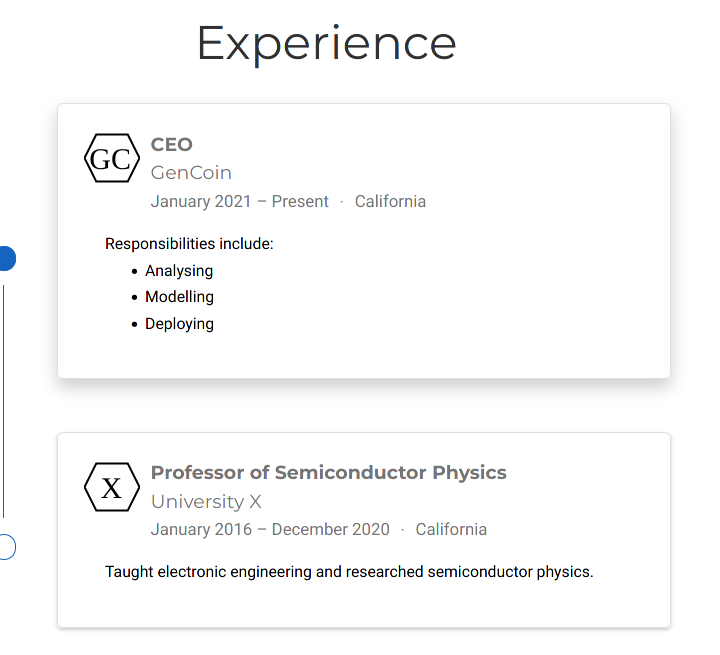 Experience
GC
CEO
GenCoin
January 2021 – Present · California
Responsibilities include:
• Analysing
• Modelling
• Deploying
X
Professor of Semiconductor Physics
University X
January 2016 – December 2020 · California
Taught electronic engineering and researched semiconductor physics.